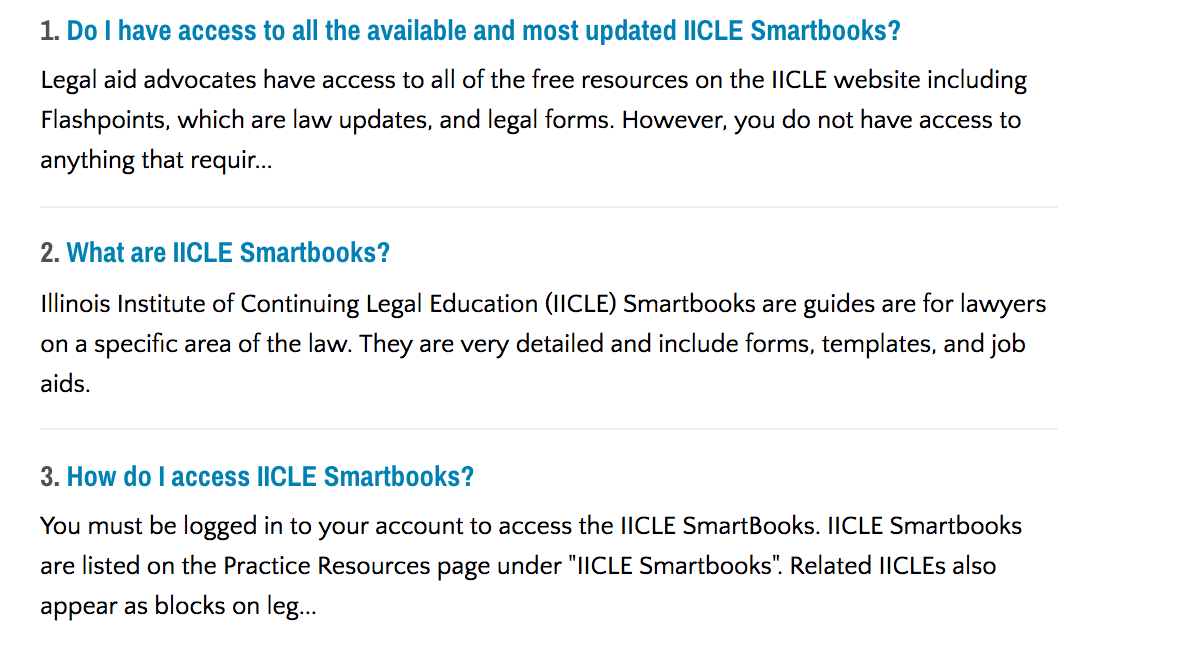 1. Do I have access to all the available and most updated IICLE Smartbooks?
Legal aid advocates have access to all of the free resources on the IICLE website including
Flashpoints, which are law updates, and legal forms. However, you do not have access to
anything that requir...
2. What are IICLE Smartbooks?
Illinois Institute of Continuing Legal Education (IICLE) Smartbooks are guides are for lawyers
on a specific area of the law. They are very detailed and include forms, templates, and job
aids.
3. How do I access IICLE Smartbooks?
You must be logged in to your account to access the IICLE SmartBooks. IICLE Smartbooks
are listed on the Practice Resources page under "IICLE Smartbooks". Related IICLEs also
appear as blocks on leg...